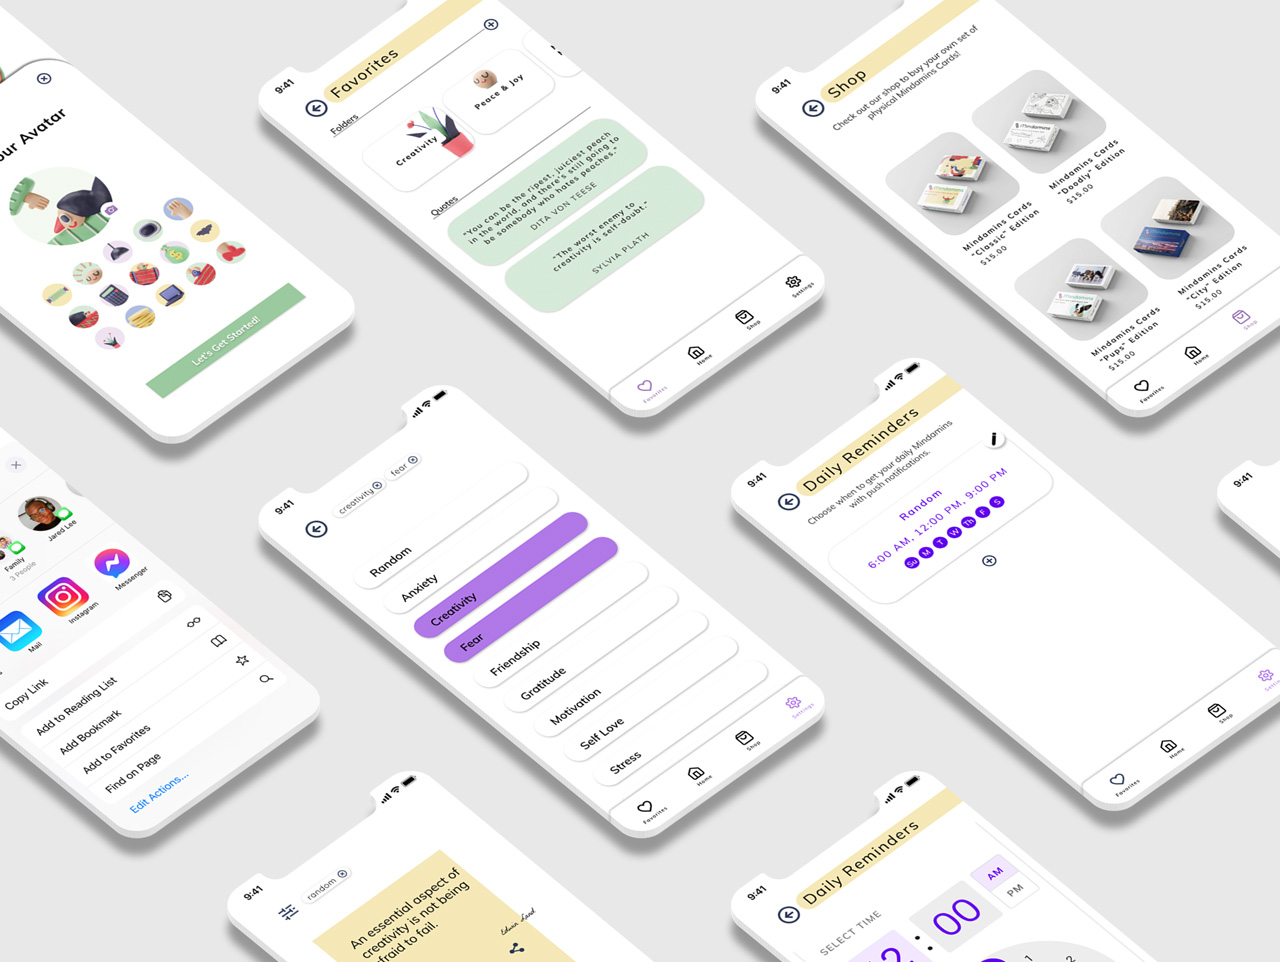 our Avatar
Let's Get Started!
9:41
Favorites
Folders
Creativity
Peace & Joy
Quotes
"You can be the ripest, juiciest peach
in the world, and there's still going to
be somebody who hates peaches."
DITA VON TEESE
"The worst enemy to
creativity is self-doubt."
SYLVIA PLATH
Favorites
Home
Shop
Settings
9:41
Shop
Check out our shop to buy your own set of
physical Mindamins Cards!
Mindamins Cards
"Classic" Edition
$15.00
Mindamins Cards
"Doodly" Edition
$15.00
Mindamins Cards
"Pups" Edition
$15.00
Mindamins Cards
"City" Edition
$15.00
Favorites
Home
Shop
Family
3 People
Jared Lee
Mail
Instagram
Messenger
Copy Link
Add to Reading List
Add Bookmark
Add to Favorites
Find on Page
Edit Actions...
9:41
creativity
fear
Random
Anxiety
Creativity
Fear
Friendship
Gratitude
Motivation
Self Love
Stress
Favorites
Home
Shop
Settings
9:41
Daily Reminders
Choose when to get your daily Mindamins
with push notifications.
Random
6:00 AM, 12:00 PM, 9:00 PM
Su M T W Th F S
Favorites
Home
Shop
9:41
9:41
random
An essential aspect of
creativity is not being
afraid to fail.
Edwin Land
9:41
Daily Reminders
SELECT TIME
:00
AM
PM
1
2